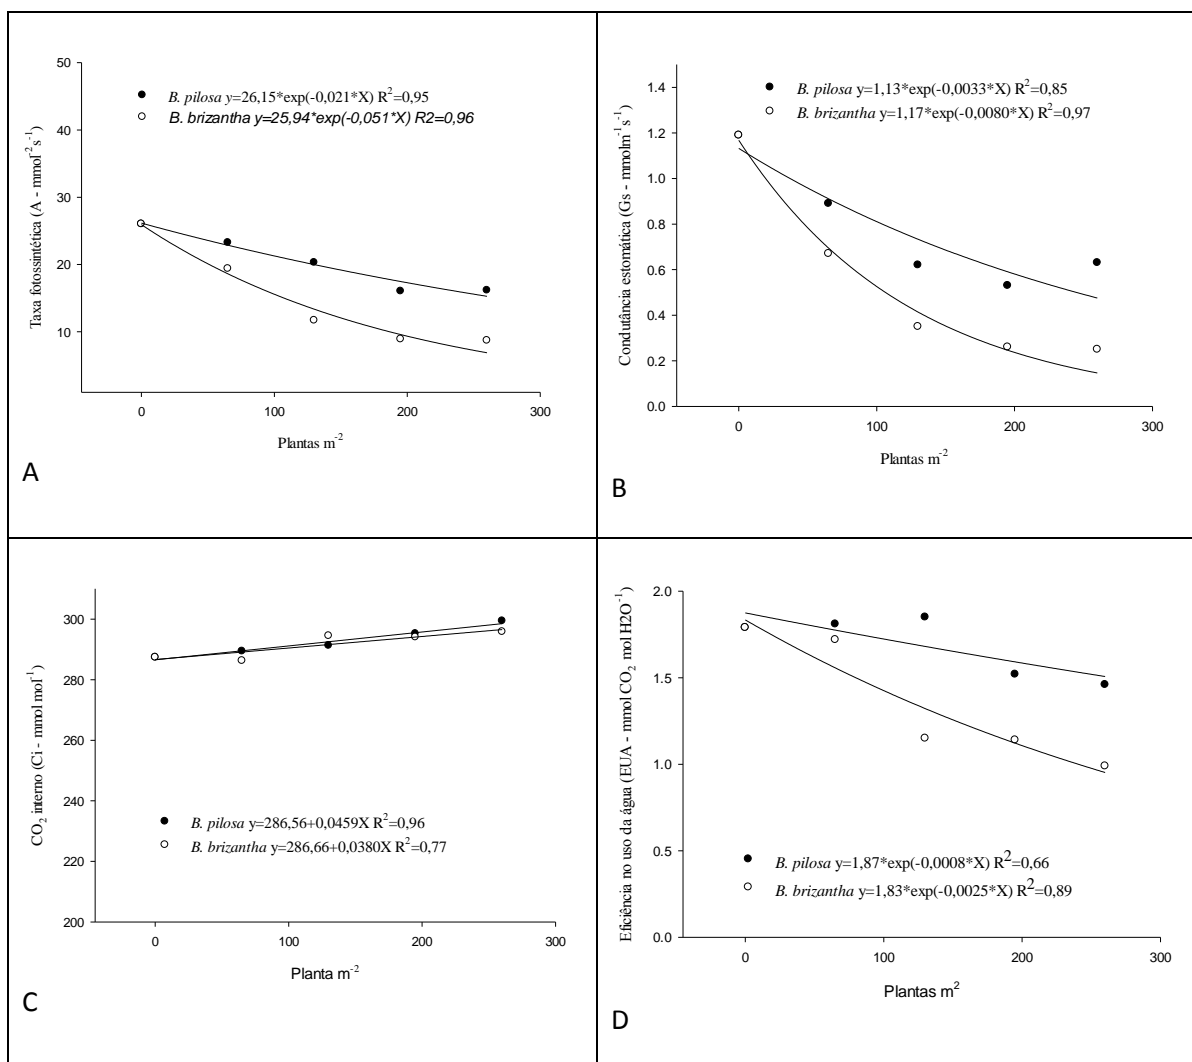 50
40
30
20
10
0
100
200
300
B. pilosa y=26,15*exp(-0,021*X) R²=0,95
B. brizantha y=25,94*exp(-0,051*X) R2=0,96
Taxa fotossintética (A - mmol⁻²s⁻¹)
Plantas m⁻²
A
1.4
1.2
1.0
0.8
0.6
0.4
0.2
0.0
0
100
200
300
B. pilosa y=1,13*exp(-0,0033*X) R²=0,85
B. brizantha y=1,17*exp(-0,0080*X) R²=0,97
Condutância estomática (Gs - mmolm⁻¹s⁻¹)
Plantas m⁻²
B
300
280
260
240
220
200
0
100
200
300
B. pilosa y=286,56+0,0459X R²=0,96
B. brizantha y=286,66+0,0380X R²=0,77
CO₂ interno (Ci - mmol mol⁻¹)
Planta m⁻²
C
2.0
1.5
1.0
0.5
0.0
0
100
200
300
B. pilosa y=1,87*exp(-0,0008*X) R²=0,66
B. brizantha y=1,83*exp(-0,0025*X) R²=0,89
Eficiência no uso da água (EUA - mmol CO₂ mol H2O⁻¹)
Plantas m²
D